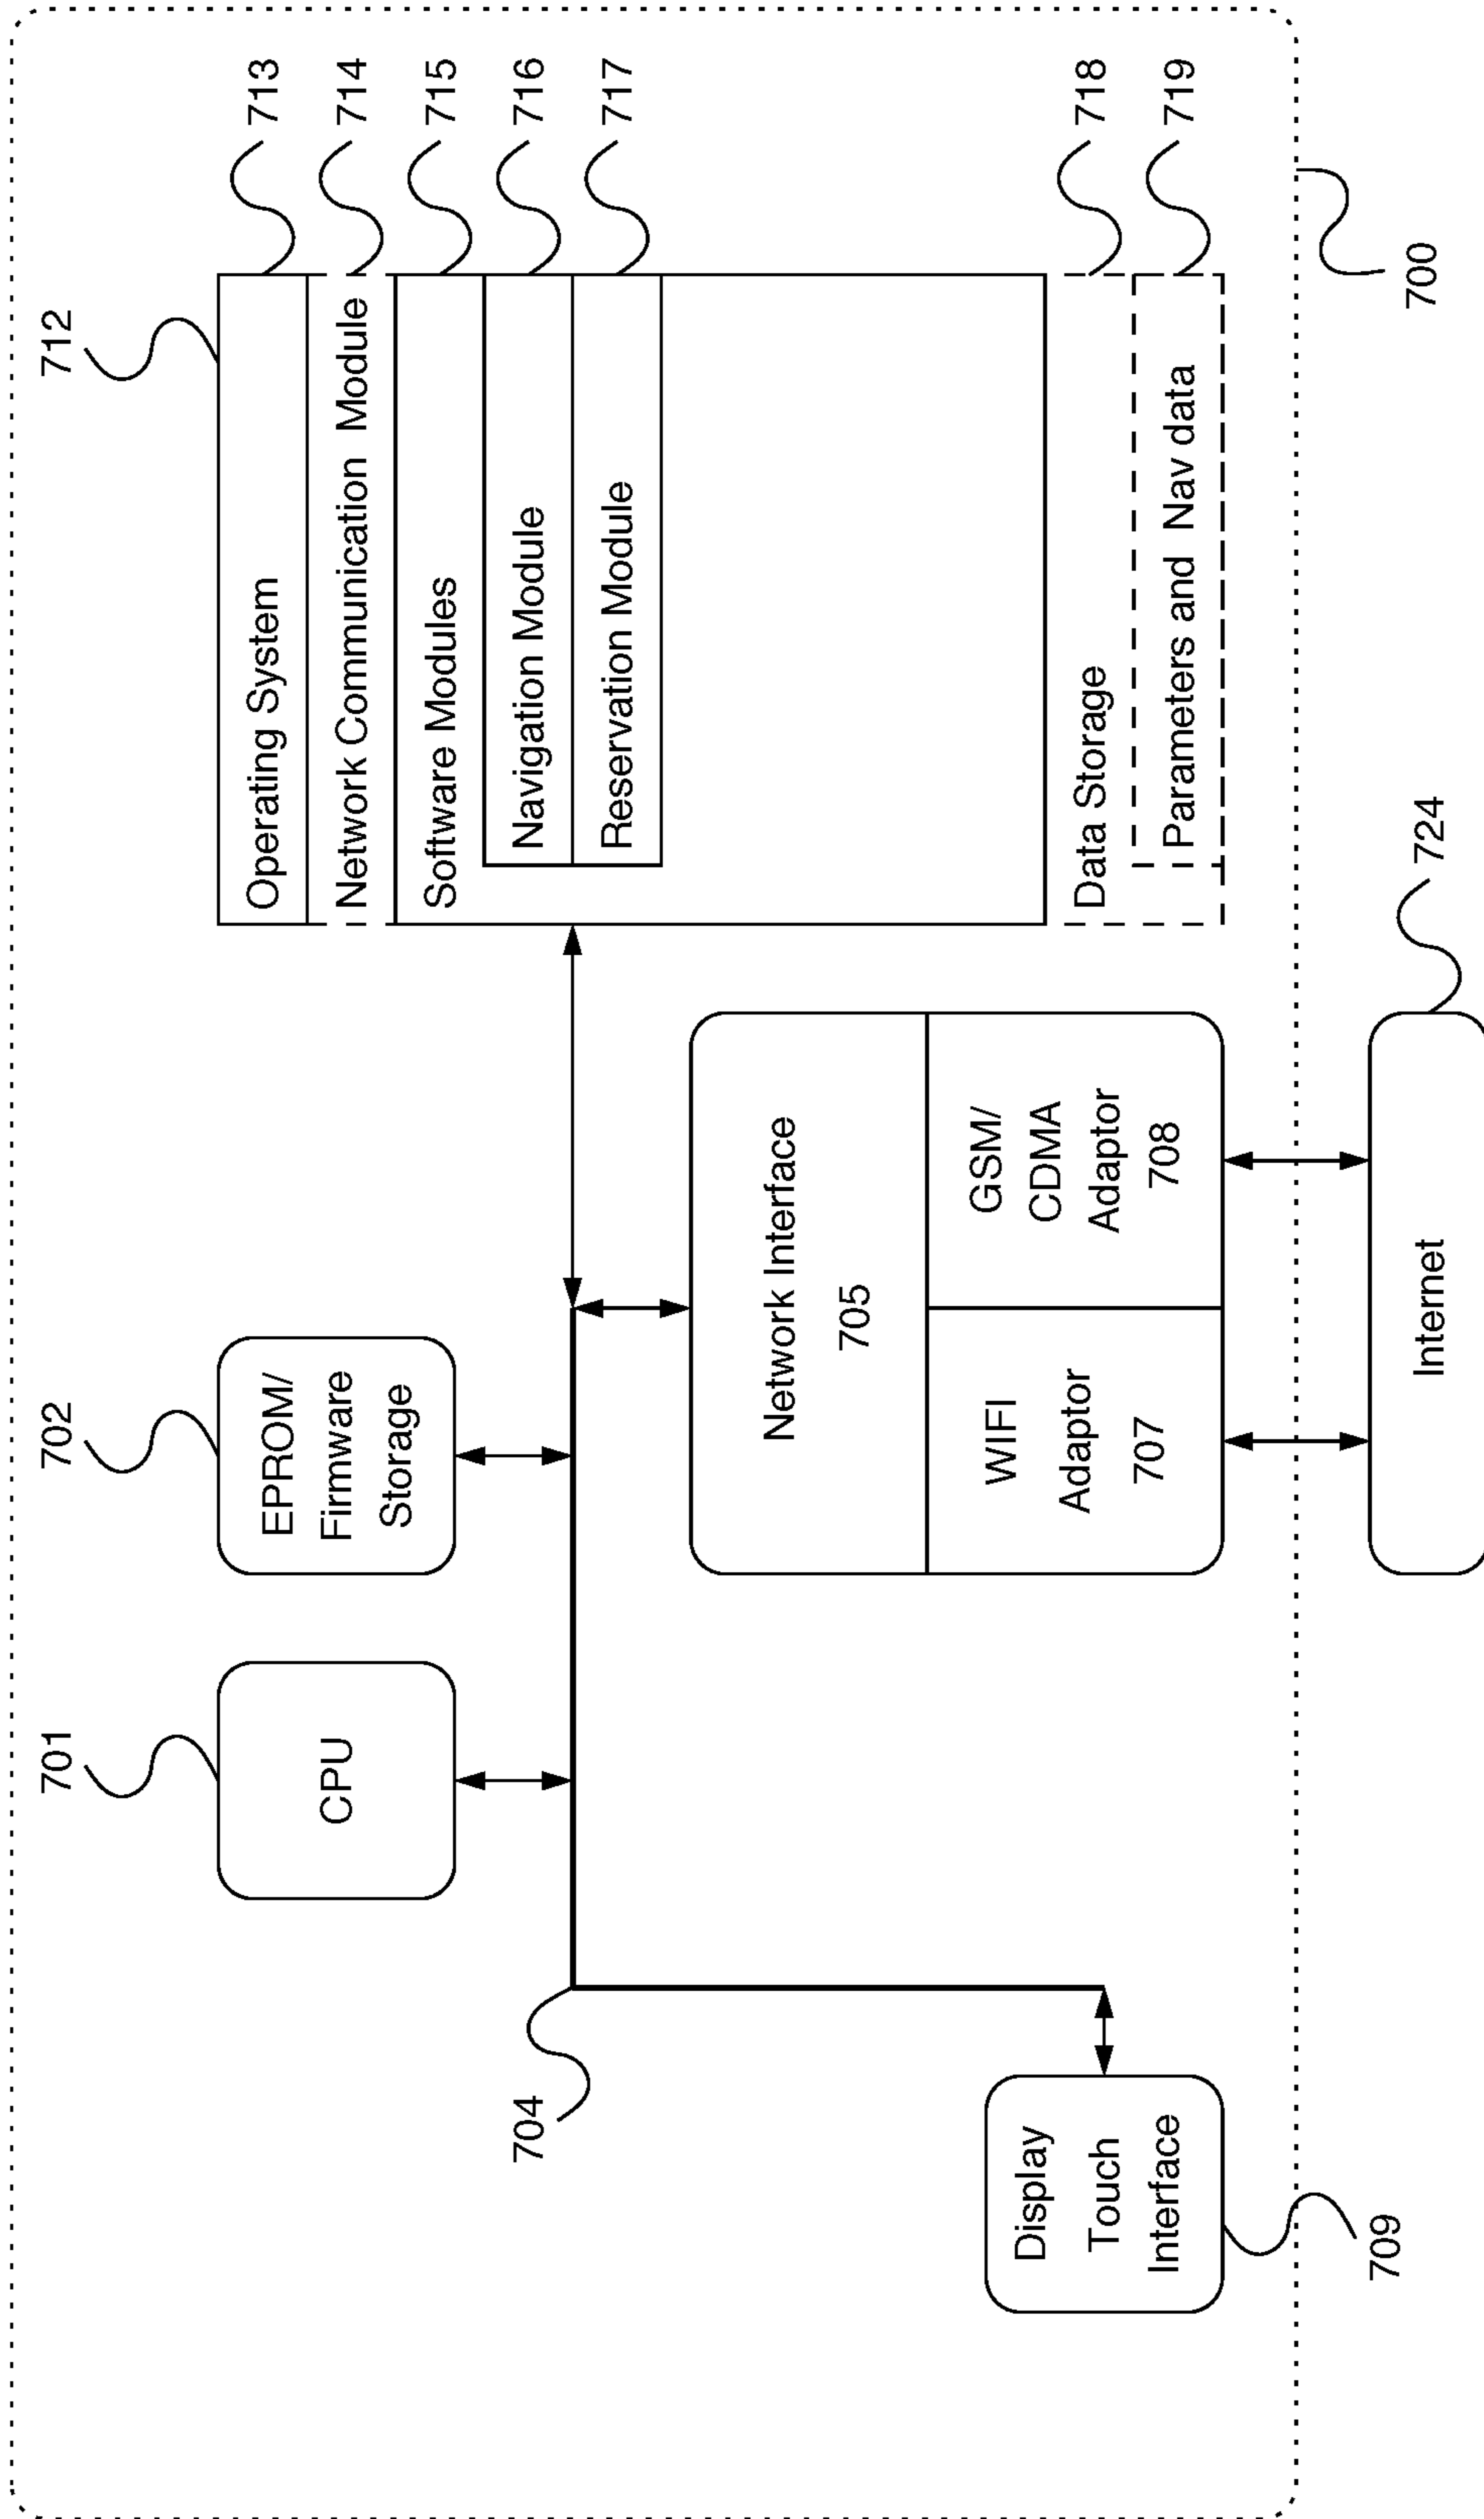 701
702
712
CPU
EPROM/
Firmware
Storage
Operating System
713
Network Communication Module
714
Software Modules
715
Navigation Module
716
Reservation Module
717
704
Network Interface
705
WIFI
Adaptor
707
GSM/
CDMA
Adaptor
708
Display
Touch
Interface
Data Storage
718
Parameters and Nav data
719
709
Internet
724
700